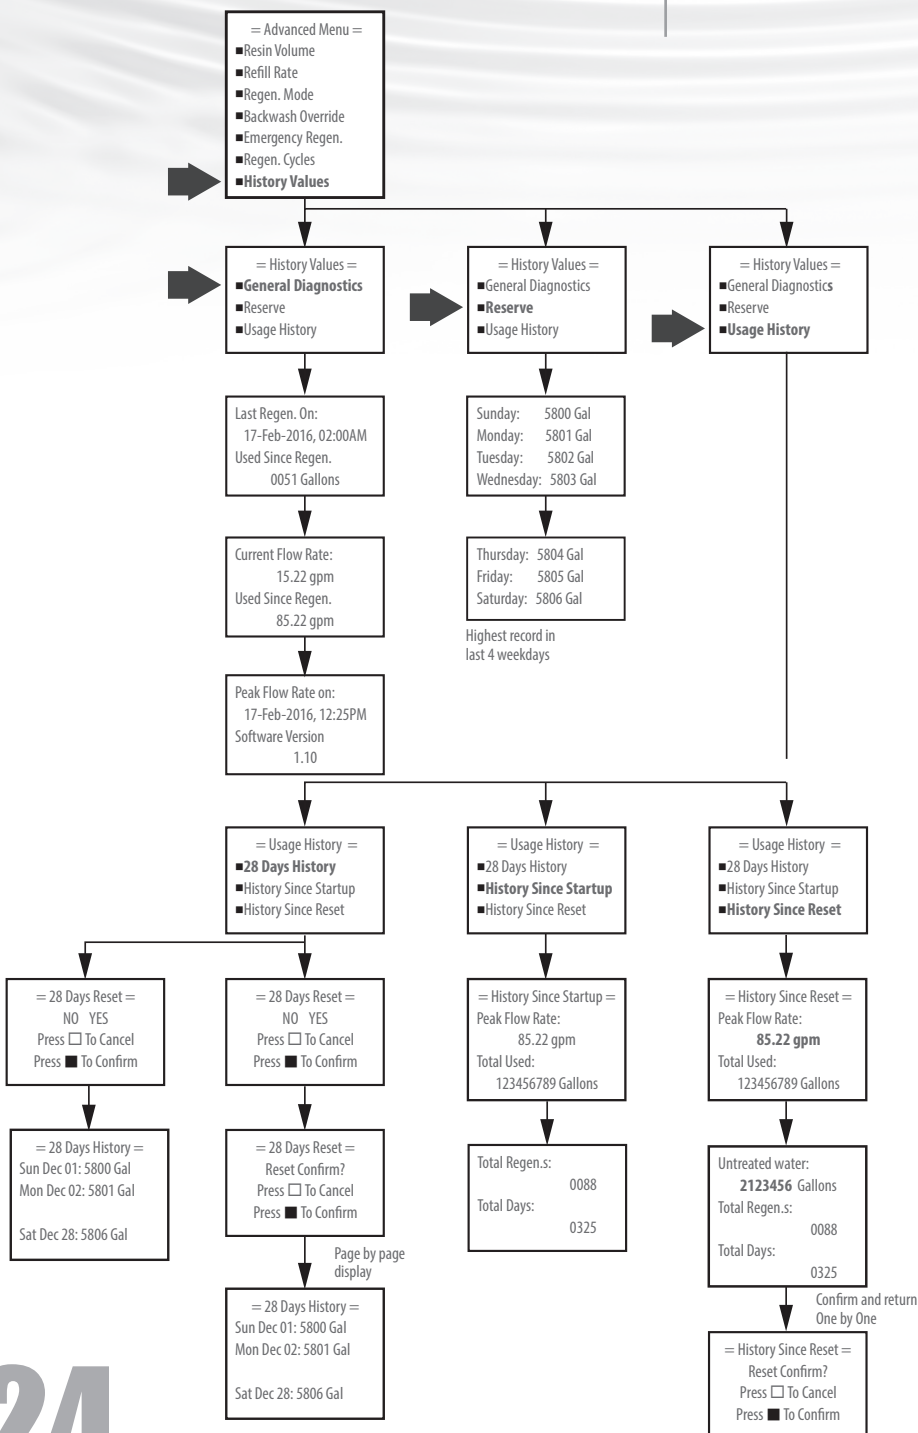 = Advanced Menu =
■Resin Volume
■Refill Rate
■Regen. Mode
■Backwash Override
■Emergency Regen.
■Regen. Cycles
■History Values
= History Values =
■General Diagnostics
■Reserve
■Usage History
= History Values =
■General Diagnostics
■Reserve
■Usage History
= History Values =
■General Diagnostics
■Reserve
■Usage History
Last Regen. On:
17-Feb-2016, 02:00AM
Used Since Regen.
0051 Gallons
Sunday: 5800 Gal
Monday: 5801 Gal
Tuesday: 5802 Gal
Wednesday: 5803 Gal
Current Flow Rate:
15.22 gpm
Used Since Regen.
85.22 gpm
Thursday: 5804 Gal
Friday: 5805 Gal
Saturday: 5806 Gal
Highest record in
last 4 weekdays
Peak Flow Rate on:
17-Feb-2016, 12:25PM
Software Version
1.10
= Usage History =
■28 Days History
■History Since Startup
■History Since Reset
= Usage History =
■28 Days History
■History Since Startup
■History Since Reset
= Usage History =
■28 Days History
■History Since Startup
■History Since Reset
= 28 Days Reset =
NO YES
Press □ To Cancel
Press ■ To Confirm
= 28 Days Reset =
NO YES
Press □ To Cancel
Press ■ To Confirm
= History Since Startup =
Peak Flow Rate:
85.22 gpm
Total Used:
123456789 Gallons
= History Since Reset =
Peak Flow Rate:
85.22 gpm
Total Used:
123456789 Gallons
= 28 Days History =
Sun Dec 01: 5800 Gal
Mon Dec 02: 5801 Gal
Sat Dec 28: 5806 Gal
= 28 Days Reset =
Reset Confirm?
Press □ To Cancel
Press ■ To Confirm
Total Regen.s:
0088
Total Days:
0325
Untreated water:
2123456 Gallons
Total Regen.s:
0088
Total Days:
0325
Page by page
display
= 28 Days History =
Sun Dec 01: 5800 Gal
Mon Dec 02: 5801 Gal
Sat Dec 28: 5806 Gal
Confirm and return
One by One
= History Since Reset =
Reset Confirm?
Press □ To Cancel
Press ■ To Confirm
24